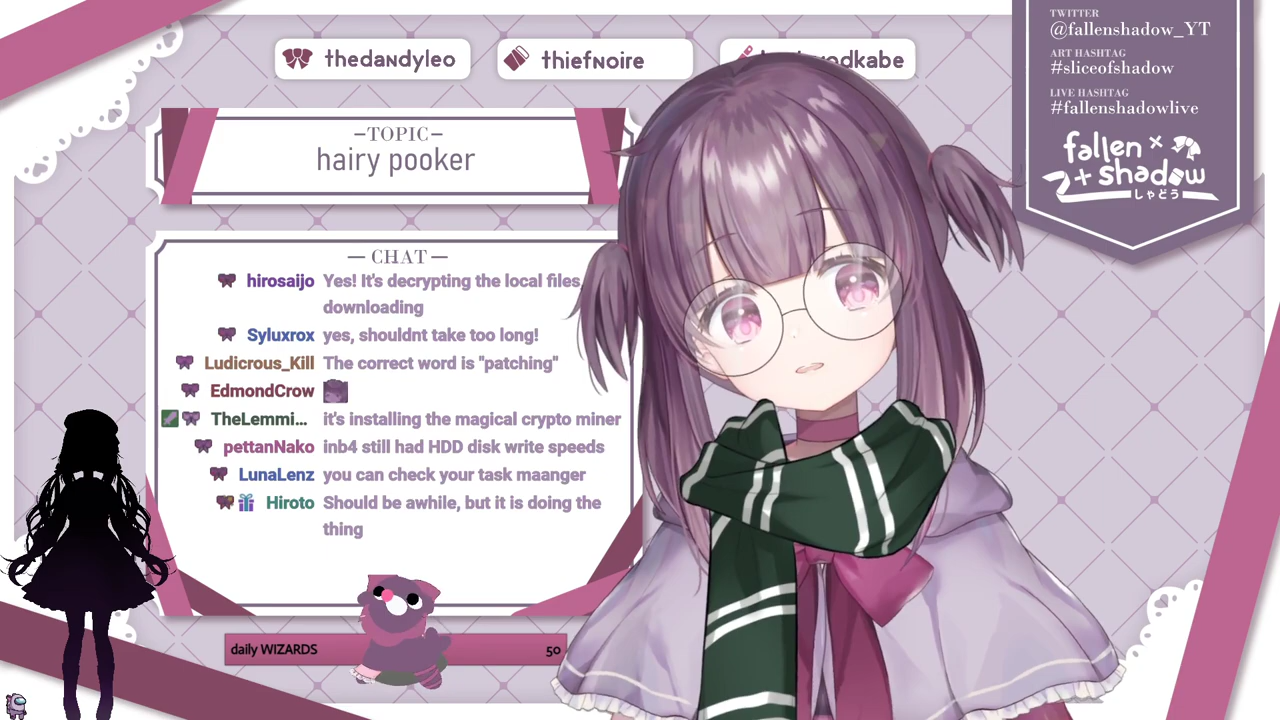 thedandyleo
thiefnoire
TWITTER
@fallenshadow_YT
ART HASHTAG
#sliceofshadow
LIVE HASHTAG
#fallenshadowlive
fallen
shadow
しゃどう
-TOPIC-
hairy pooker
- CHAT -
hirosaijo Yes! It's decrypting the local files,
downloading
Syluxrox yes, shouldnt take too long!
Ludicrous_Kill The correct word is "patching"
EdmondCrow
TheLemmi... it's installing the magical crypto miner
pettanNako inb4 still had HDD disk write speeds
LunaLenz you can check your task maanger
Hiroto Should be awhile, but it is doing the
thing
daily WIZARDS 50